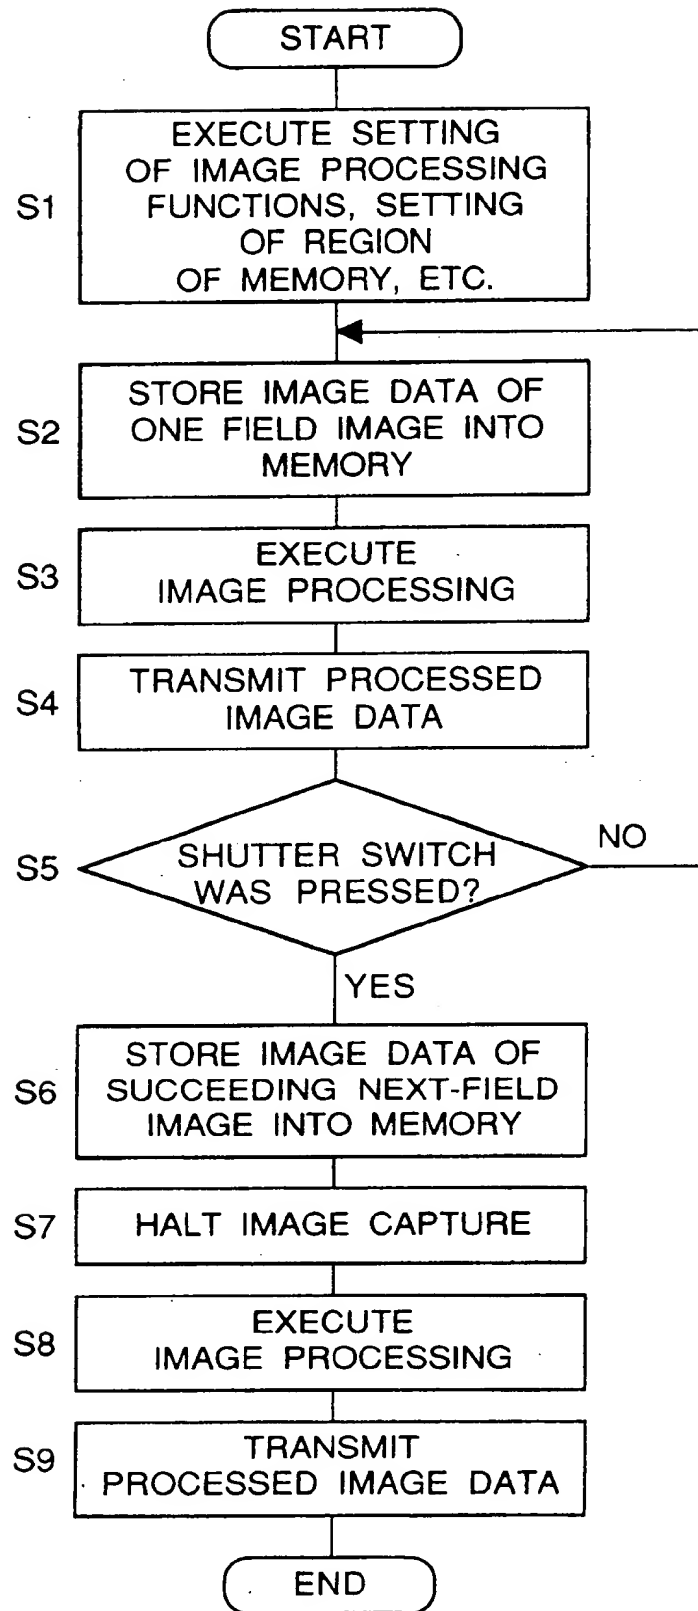 START
S1
EXECUTE SETTING
OF IMAGE PROCESSING
FUNCTIONS, SETTING
OF REGION
OF MEMORY, ETC.
S2
STORE IMAGE DATA OF
ONE FIELD IMAGE INTO
MEMORY
S3
EXECUTE
IMAGE PROCESSING
S4
TRANSMIT PROCESSED
IMAGE DATA
S5
SHUTTER SWITCH
WAS PRESSED?
NO
YES
S6
STORE IMAGE DATA OF
SUCCEEDING NEXT-FIELD
IMAGE INTO MEMORY
S7
HALT IMAGE CAPTURE
S8
EXECUTE
IMAGE PROCESSING
S9
TRANSMIT
PROCESSED IMAGE DATA
END